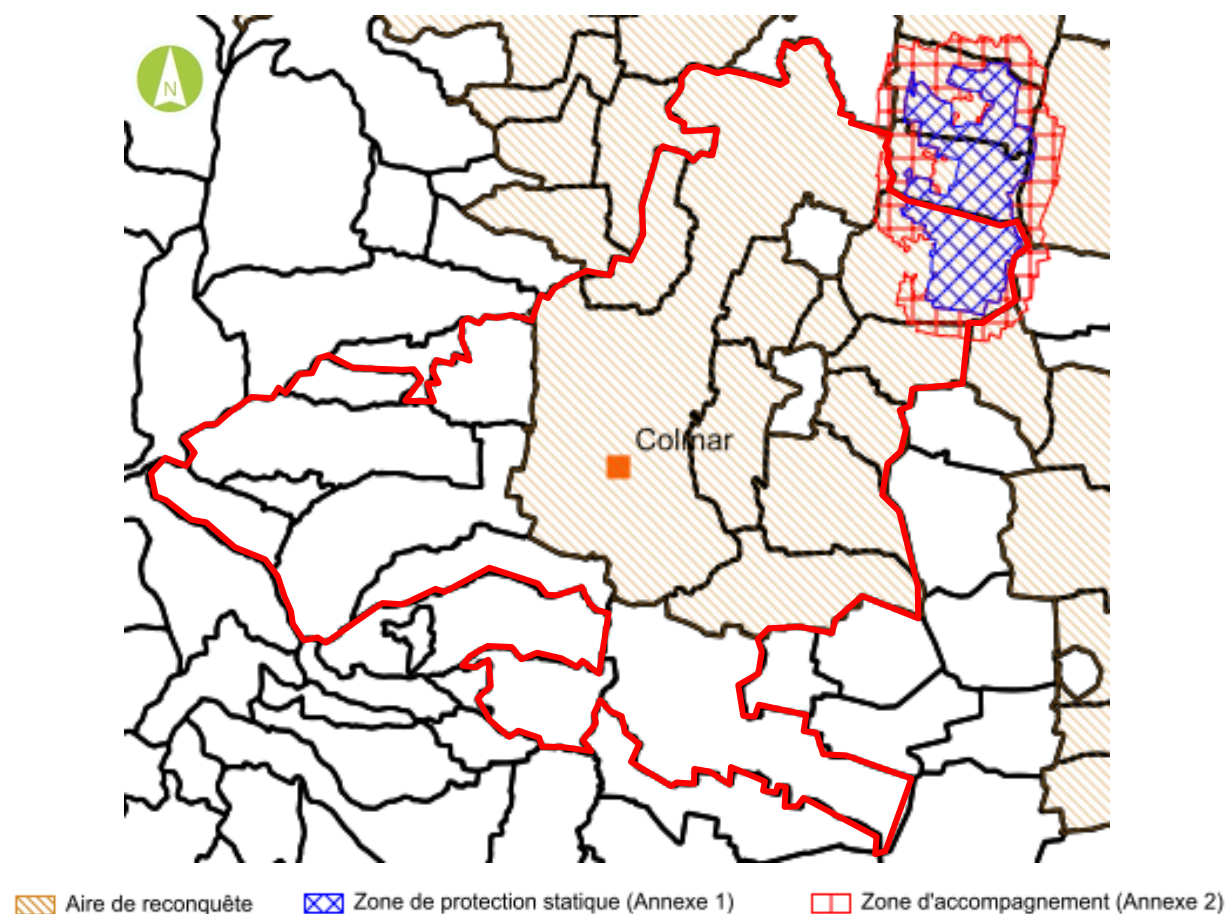 N
Colmar
Aire de reconquête Zone de protection statique (Annexe 1) Zone d'accompagnement (Annexe 2)